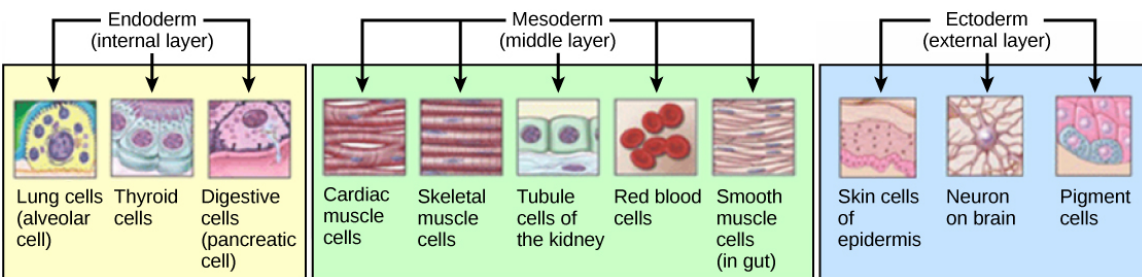 Endoderm
(internal layer)
Mesoderm
(middle layer)
Ectoderm
(external layer)
Lung cells
(alveolar
cell)
Thyroid
cells
Digestive
cells
(pancreatic
cell)
Cardiac
muscle
cells
Skeletal
muscle
cells
Tubule
cells of
the kidney
Red blood
cells
Smooth
muscle
cells
(in gut)
Skin cells
of
epidermis
Neuron
on brain
Pigment
cells